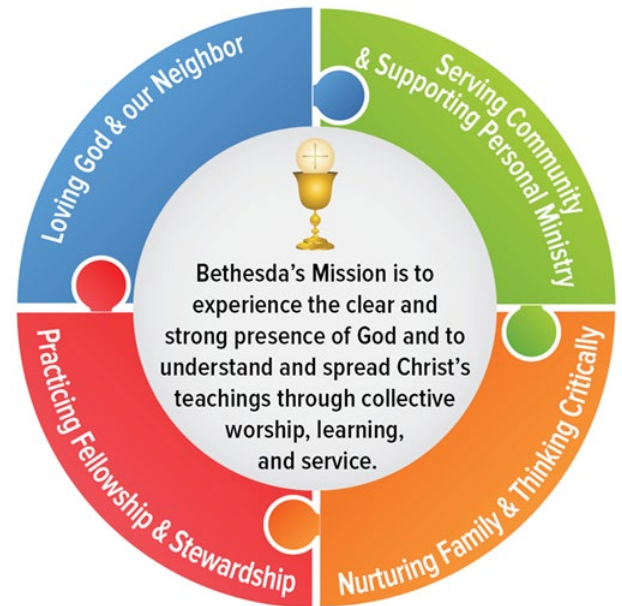 Loving God & our Neighbor
Serving Community
& Supporting Personal Ministry
Bethesda’s Mission is to
experience the clear and
strong presence of God and to
understand and spread Christ’s
teachings through collective
worship, learning,
and service.
Practicing Fellowship & Stewardship
Nurturing Family & Thinking Critically